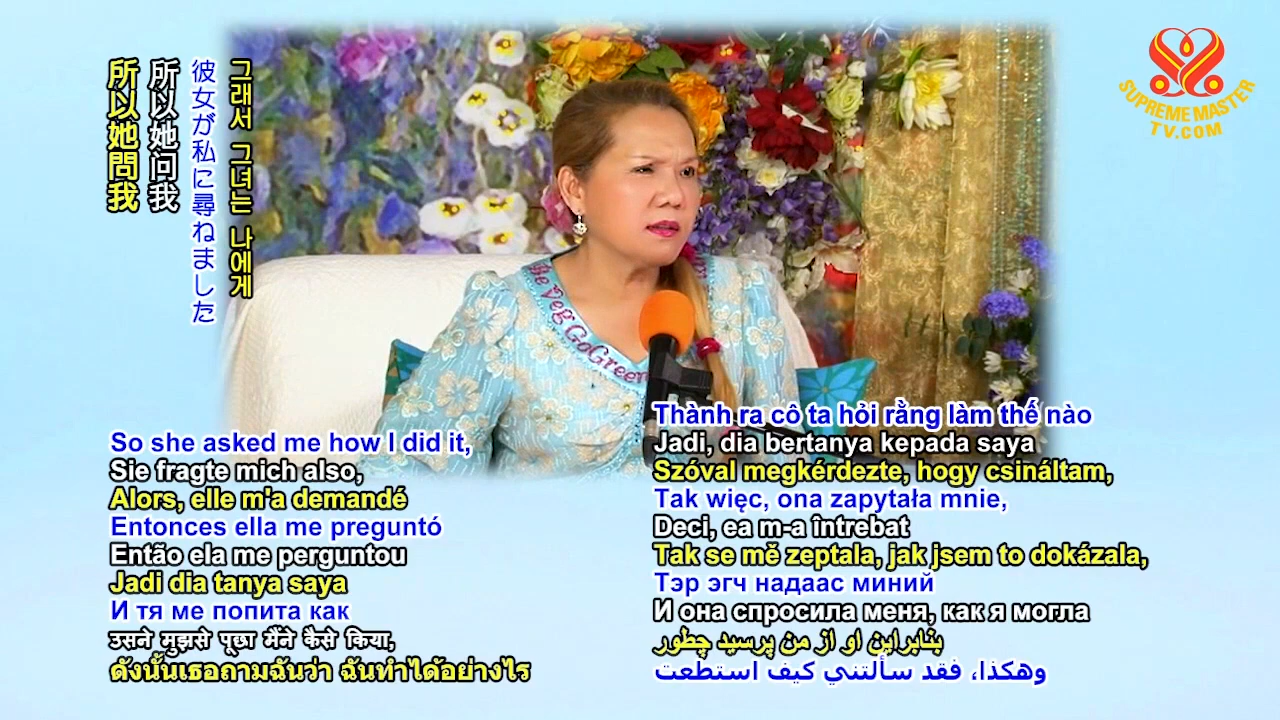 所以她問我
所以她问我
彼女が私に尋ねました
그래서 그녀는 나에게
SUPREME MASTER
TV.COM
Be Veg GoGreen
So she asked me how I did it,
Sie fragte mich also,
Alors, elle m'a demandé
Entonces ella me preguntó
Então ela me perguntou
Jadi dia tanya saya
И тя ме попита как
उसने मुझसे पूछा मैंने कैसे किया,
ดังนั้นเธอถามฉันว่า ฉันทำได้อย่างไร
Thành ra cô ta hỏi rằng làm thế nào
Jadi, dia bertanya kepada saya
Szóval megkérdezte, hogy csináltam,
Tak więc, ona zapytała mnie,
Deci, ea m-a întrebat
Tak se mě zeptala, jak jsem to dokázala,
Тэр эгч надаас миний
И она спросила меня, как я могла
بنابراین او از من پرسید چطور
وهكذا، فقد سألتني كيف استطعت